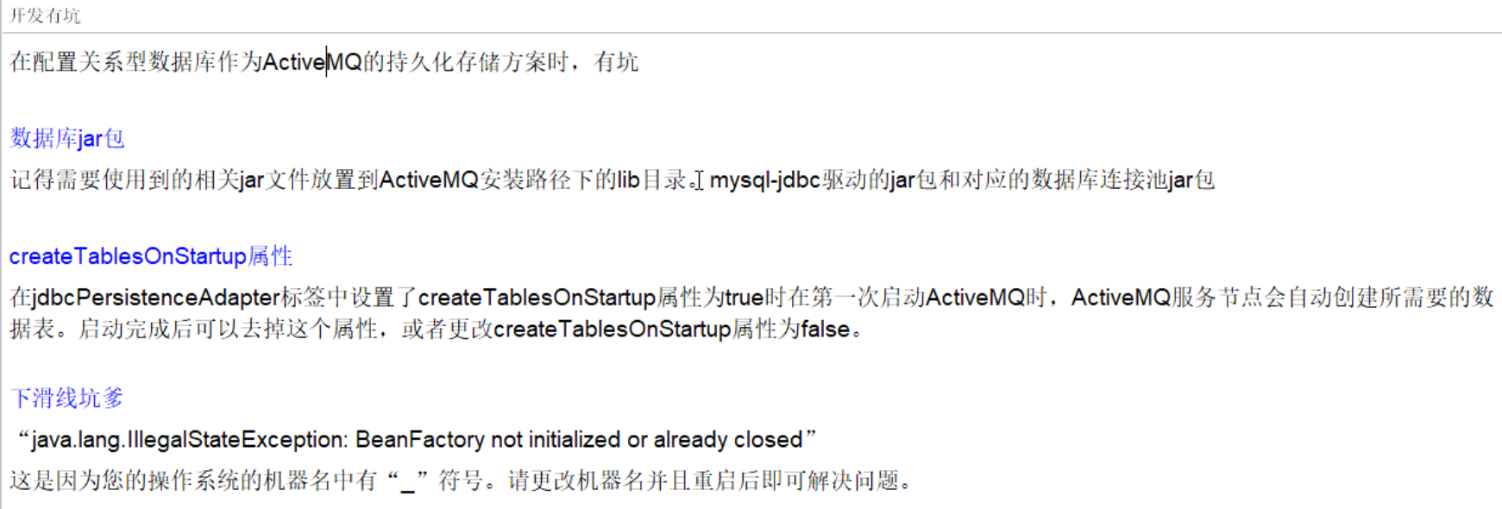 开发有坑
在配置关系型数据库作为ActiveMQ的持久化存储方案时，有坑
数据库jar包
记得需要使用到的相关jar文件放置到ActiveMQ安装路径下的lib目录。mysql-jdbc驱动的jar包和对应的数据库连接池jar包
createTablesOnStartup属性
在jdbcPersistenceAdapter标签中设置了createTablesOnStartup属性为true时在第一次启动ActiveMQ时，ActiveMQ服务节点会自动创建所需要的数
据表。启动完成后可以去掉这个属性，或者更改createTablesOnStartup属性为false。
下滑线坑爹
“java.lang.IllegalStateException: BeanFactory not initialized or already closed”
这是因为您的操作系统的机器名中有“_”符号。请更改机器名并且重启后即可解决问题。